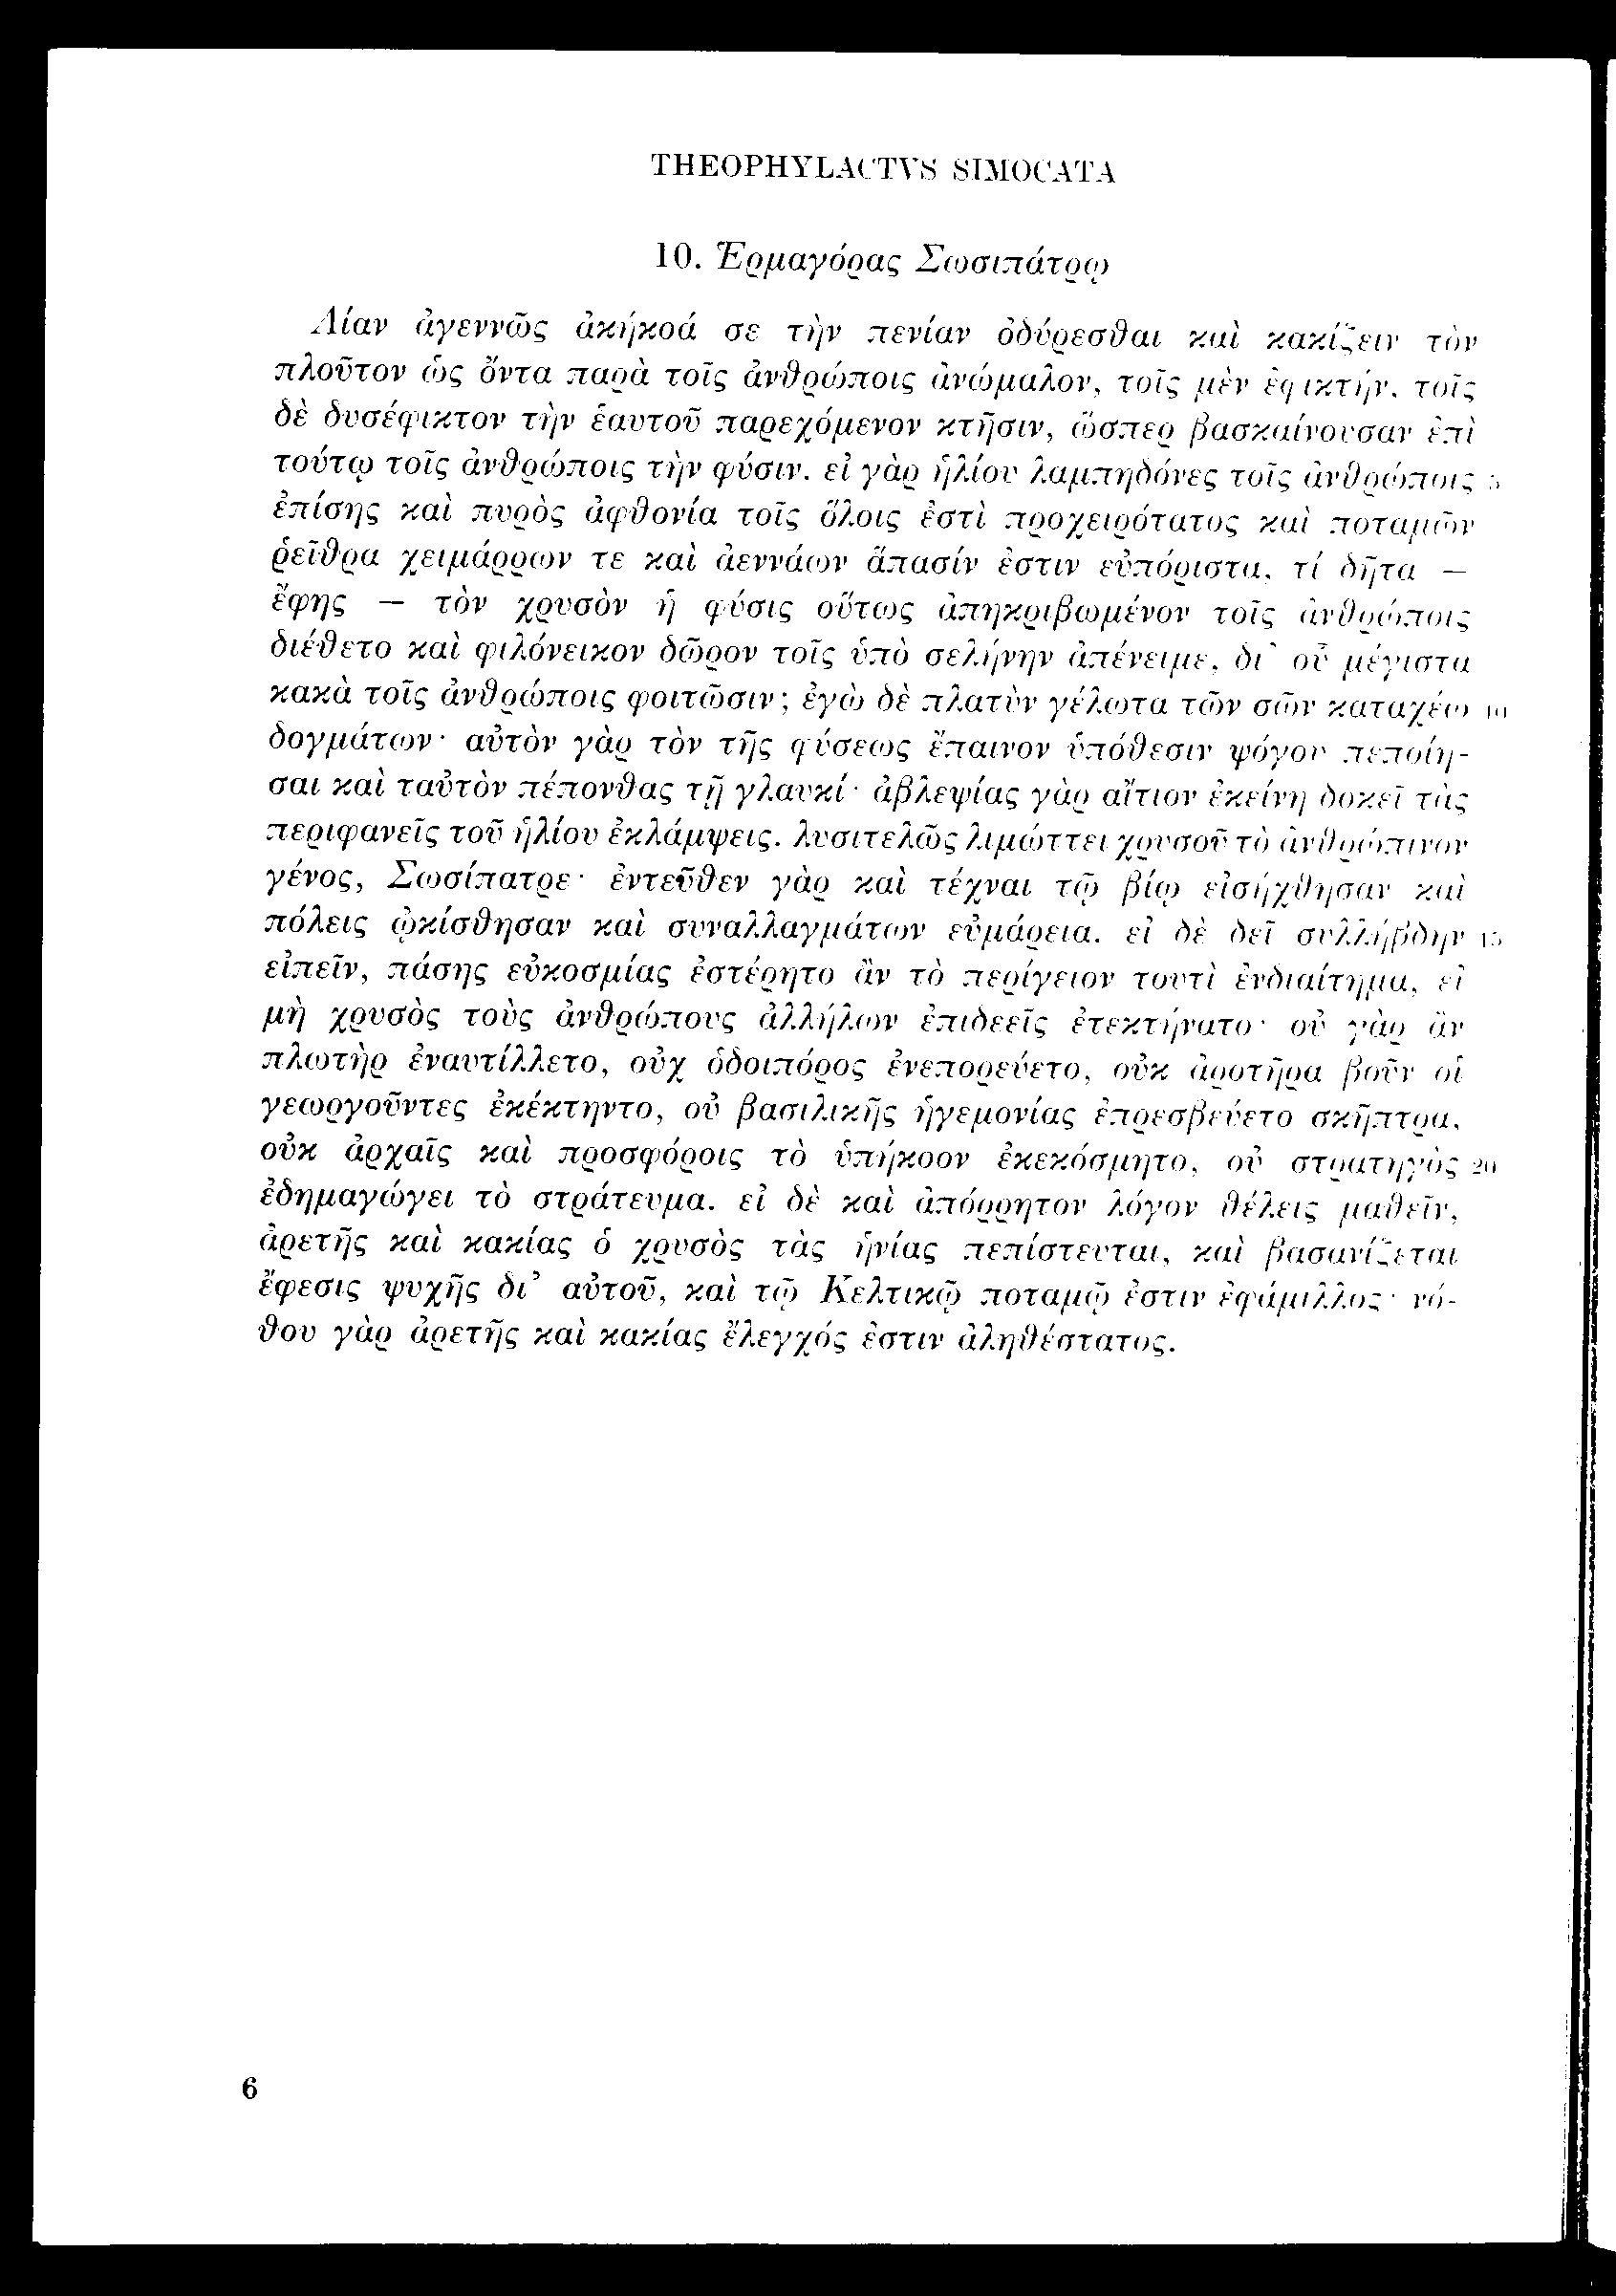 THEOPHYLACTVS SIMOCATA
10. Ἑρμαγόρας Σωσιπάτρῳ
Λίαν ἀγεννῶς ἀκήκοά σε τὴν πενίαν ὀδύρεσθαι καὶ κακίζειν τὸν
πλοῦτον ὡς ὄντα παρὰ τοῖς ἀνθρώποις ἀνώμαλον, τοῖς μὲν ἐφικτήν, τοῖς
δὲ δυσέφικτον τὴν ἑαυτοῦ παρεχόμενον κτῆσιν, ὥσπερ βασκαίνουσαν ἐπὶ
τούτῳ τοῖς ἀνθρώποις τὴν φύσιν. εἰ γὰρ ἡλίου λαμπηδόνες τοῖς ἀνθρώποις 5
ἐπίσης καὶ πυρὸς ἀφθονία τοῖς ὅλοις ἐστὶ προχειρότατος καὶ ποταμῶν
ῥεῖθρα χειμάρρων τε καὶ ἀεννάων ἅπασίν ἐστιν εὐπόριστα, τί δῆτα —
ἔφης — τὸν χρυσὸν ἡ φύσις οὕτως ἀπηκριβωμένον τοῖς ἀνθρώποις
διέθετο καὶ φιλόνεικον δῶρον τοῖς ὑπὸ σελήνην ἀπένειμε, δι᾽ οὗ μέγιστα
κακὰ τοῖς ἀνθρώποις φοιτῶσιν; ἐγὼ δὲ πλατὺν γέλωτα τῶν σῶν καταχέω 10
δογμάτων· αὐτὸν γὰρ τὸν τῆς φύσεως ἔπαινον ὑπόθεσιν ψόγου πεποίη-
σαι καὶ ταὐτὸν πέπονθας τῇ γλαυκί· ἀβλεψίας γὰρ αἴτιον ἐκείνῃ δοκεῖ τὰς
περιφανεῖς τοῦ ἡλίου ἐκλάμψεις. λυσιτελῶς λιμώττει χρυσοῦ τὸ ἀνθρώπινον
γένος, Σωσίπατρε· ἐντεῦθεν γὰρ καὶ τέχναι τῷ βίῳ εἰσήχθησαν καὶ
πόλεις ᾠκίσθησαν καὶ συναλλαγμάτων εὐμάρεια. εἰ δὲ δεῖ συλλήβδην 15
εἰπεῖν, πάσης εὐκοσμίας ἐστέρητο ἂν τὸ περίγειον τουτὶ ἐνδιαίτημα, εἰ
μὴ χρυσὸς τοὺς ἀνθρώπους ἀλλήλων ἐπιδεεῖς ἐτεκτήνατο· οὐ γὰρ ἂν
πλωτὴρ ἐναυτίλλετο, οὐχ ὁδοιπόρος ἐνεπορεύετο, οὐκ ἀροτῆρα βοῦν οἱ
γεωργοῦντες ἐκέκτηντο, οὐ βασιλικῆς ἡγεμονίας ἐπρεσβεύετο σκῆπτρα,
οὐκ ἀρχαῖς καὶ προσφόροις τὸ ὑπήκοον ἐκεκόσμητο, οὐ στρατηγὸς 20
ἐδημαγώγει τὸ στράτευμα. εἰ δὲ καὶ ἀπόρρητον λόγον θέλεις μαθεῖν,
ἀρετῆς καὶ κακίας ὁ χρυσὸς τὰς ἡνίας πεπίστευται, καὶ βασανίζεται
ἔφεσις ψυχῆς δι᾽ αὐτοῦ, καὶ τῷ Κελτικῷ ποταμῷ ἐστιν ἐφάμιλλος· νό-
θου γὰρ ἀρετῆς καὶ κακίας ἔλεγχός ἐστιν ἀληθέστατος.
6